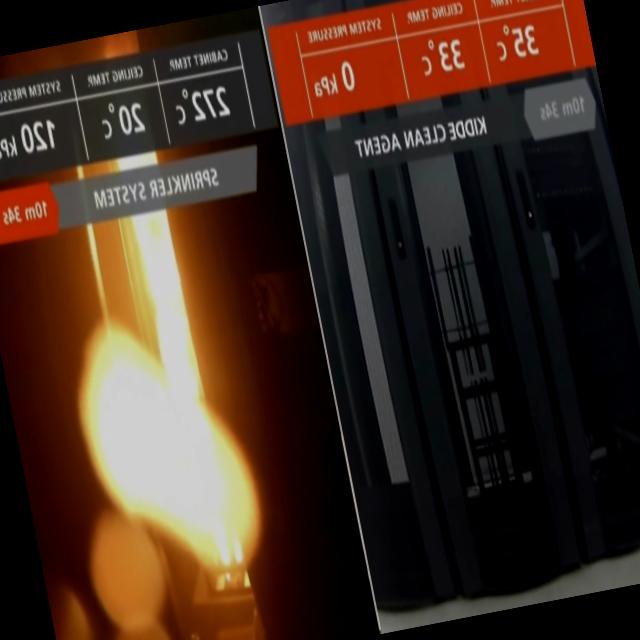 SYSTEM PRESSURE CEILING TEMP. CABINET TEMP.
120 kPa 20°C 272°C
10m 34s SPRINKLER SYSTEM
SYSTEM PRESSURE CEILING TEMP.
0 kPa 33°C 35°C
KIDDE CLEAN AGENT 10m 34s